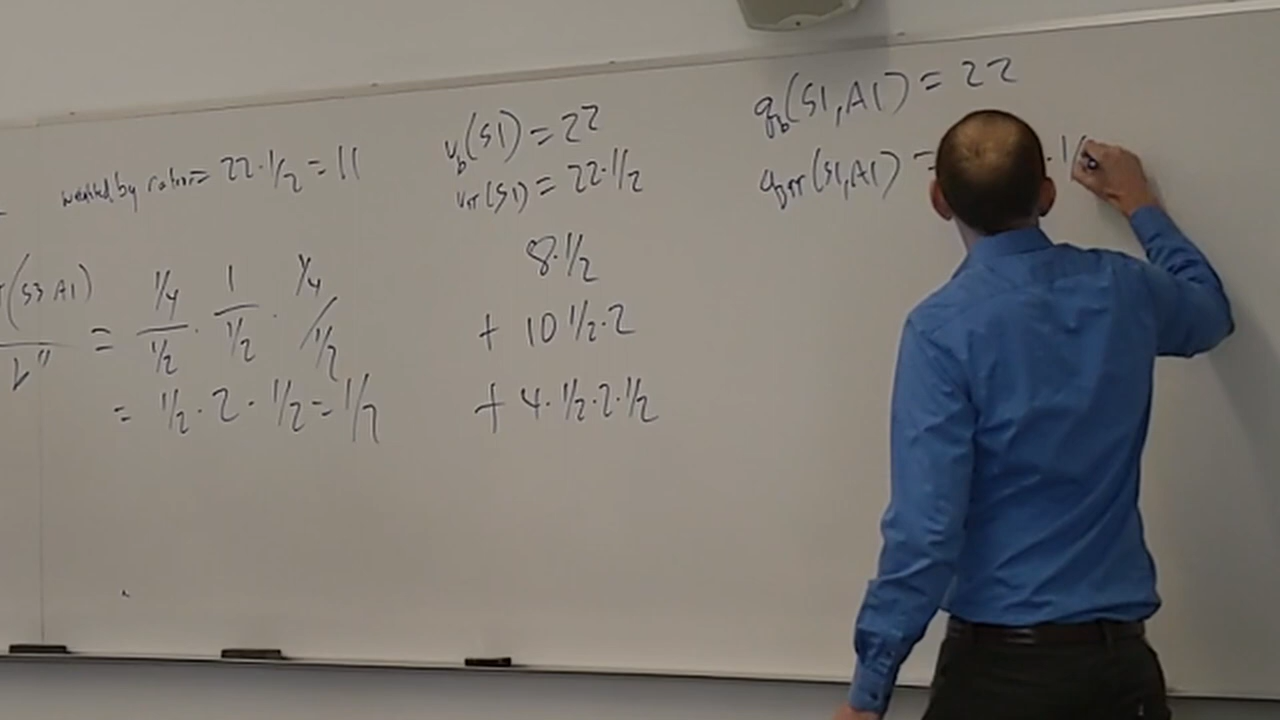 weighted by ratio = 22·1/2 = 11
(S3 A1)
= 1/4 / 1/2 · 1 / 1/2 · 1/4 / 1/2
= 1/2 · 2 · 1/2 = 1/2
v_b(S1) = 22
v_π(S1) = 22·1/2
8·1/2
+ 10 1/2·2
+ 4·1/2·2·1/2
q_b(S1,A1) = 22
q_π(S1,A1) =